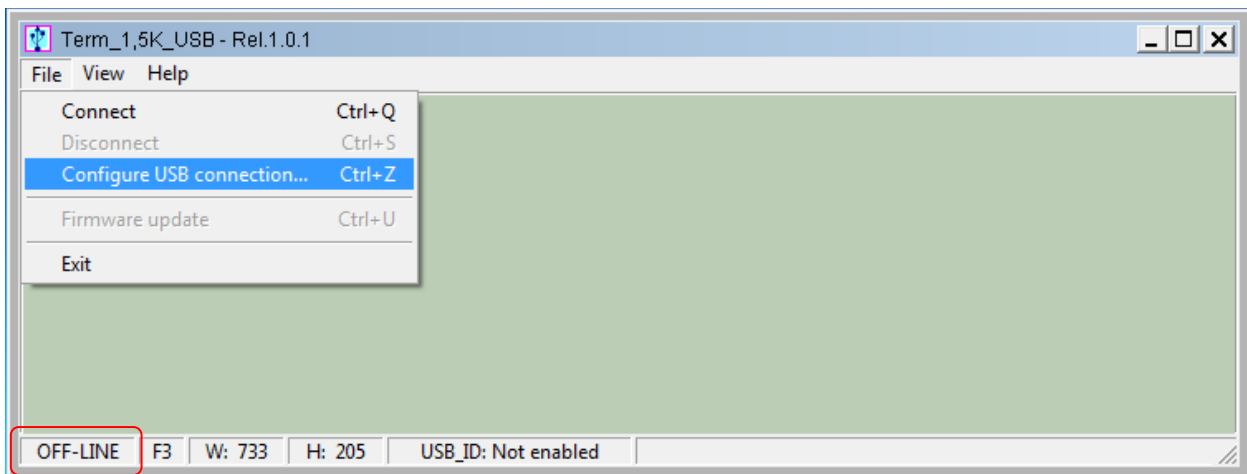 Term_1,5K_USB - Rel.1.0.1
File View Help
Connect Ctrl+Q
Disconnect Ctrl+S
Configure USB connection... Ctrl+Z
Firmware update Ctrl+U
Exit
OFF-LINE F3 W: 733 H: 205 USB_ID: Not enabled